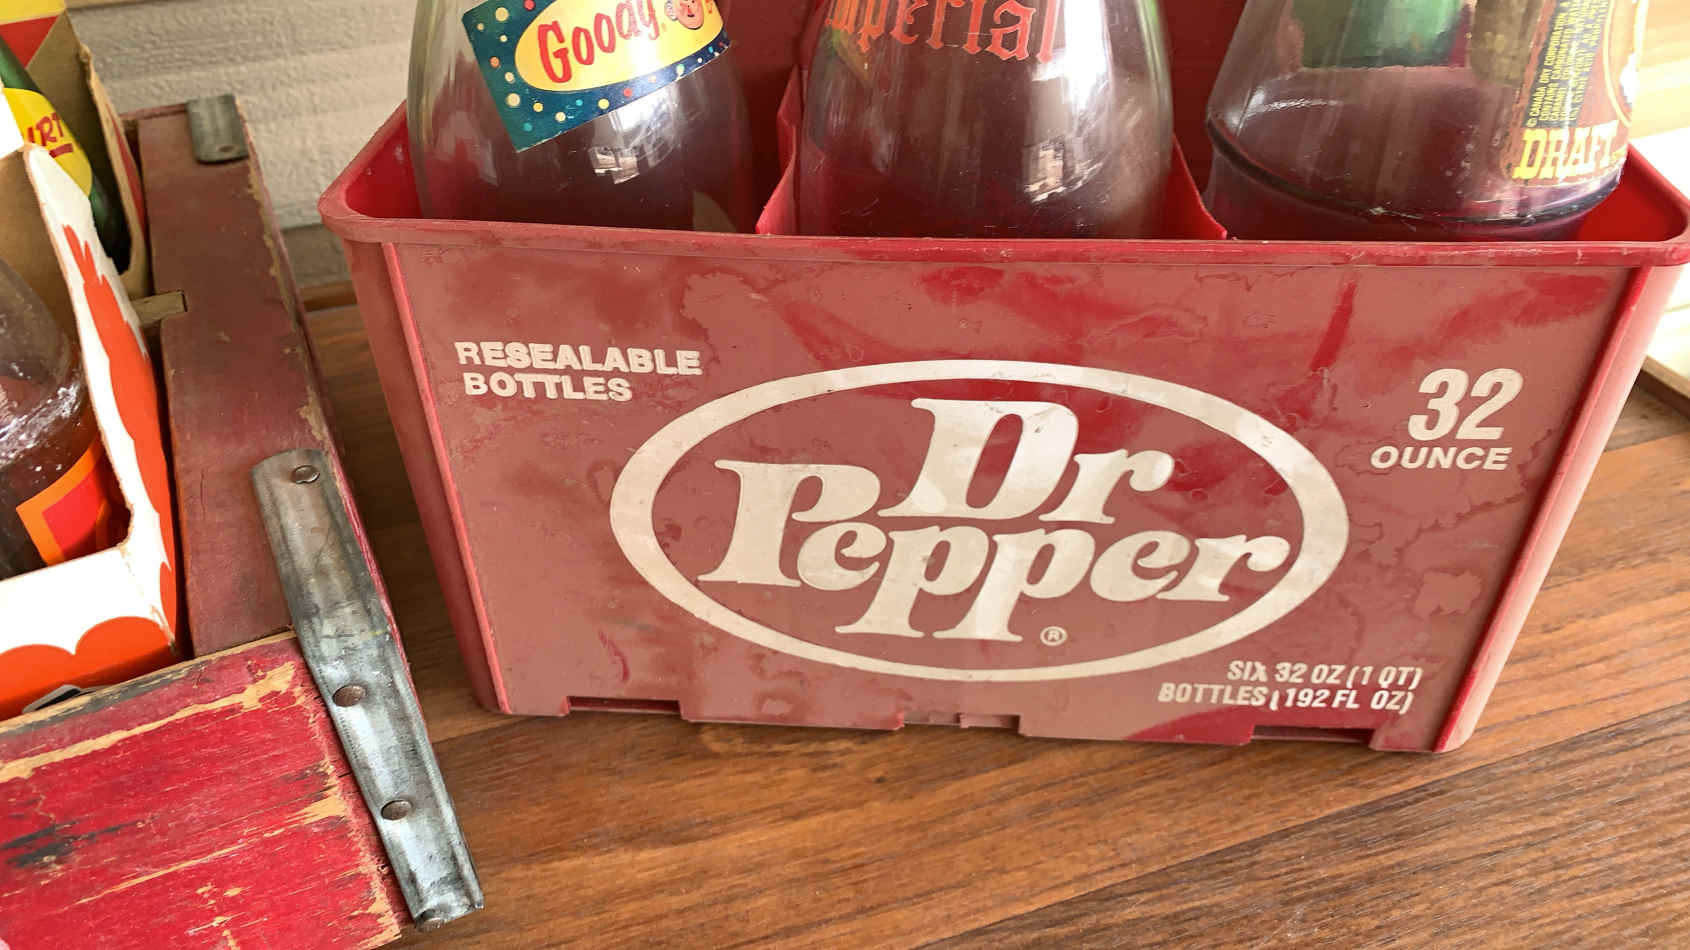 Goody
Imperial
DRAFT
RESEALABLE
BOTTLES
Dr
Pepper
®
32
OUNCE
SIX 32 OZ (1 QT)
BOTTLES (192 FL OZ)